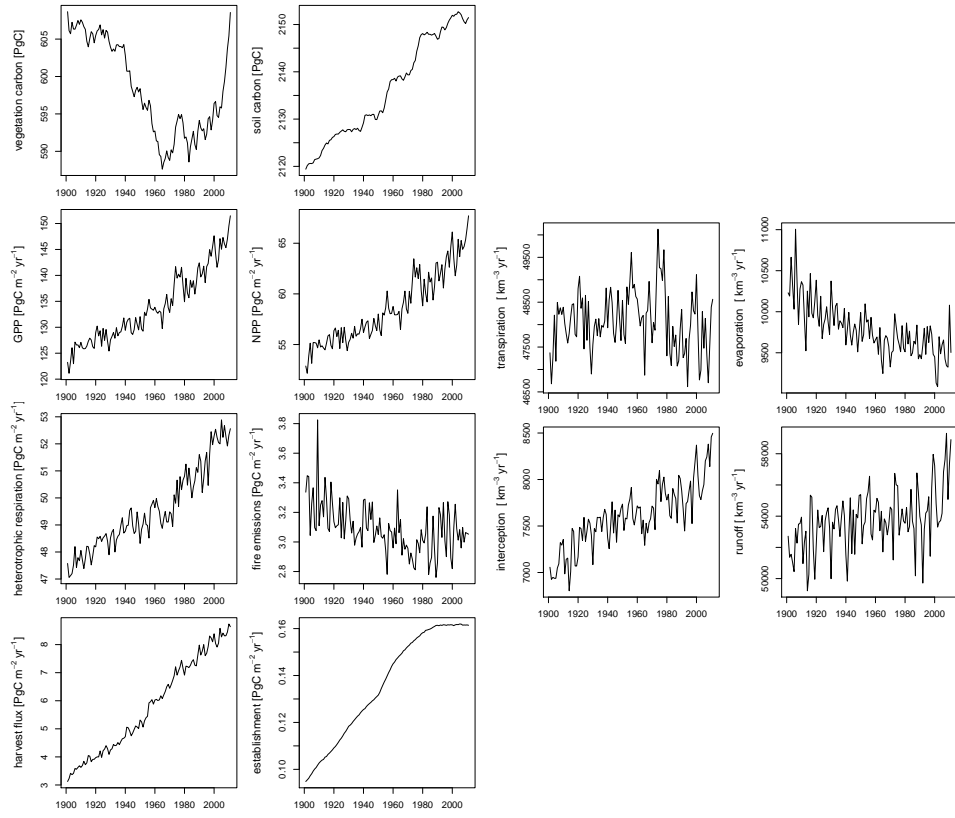 vegetation carbon [PgC]
590 595 600 605
1900 1920 1940 1960 1980 2000
soil carbon [PgC]
2120 2130 2140 2150
1900 1920 1940 1960 1980 2000
GPP [PgC m⁻² yr⁻¹]
120 125 130 135 140 145 150
1900 1920 1940 1960 1980 2000
NPP [PgC m⁻² yr⁻¹]
55 60 65
1900 1920 1940 1960 1980 2000
transpiration [ km⁻³ yr⁻¹]
46500 47500 48500 49500
1900 1920 1940 1960 1980 2000
evaporation [ km⁻³ yr⁻¹]
9500 10000 10500 11000
1900 1920 1940 1960 1980 2000
heterotrophic respiration [PgC m⁻² yr⁻¹]
47 48 49 50 51 52 53
1900 1920 1940 1960 1980 2000
fire emissions [PgC m⁻² yr⁻¹]
2.8 3.0 3.2 3.4 3.6 3.8
1900 1920 1940 1960 1980 2000
interception [ km⁻³ yr⁻¹]
7000 7500 8000 8500
1900 1920 1940 1960 1980 2000
runoff [ km⁻³ yr⁻¹]
50000 54000 58000
1900 1920 1940 1960 1980 2000
harvest flux [PgC m⁻² yr⁻¹]
3 4 5 6 7 8
1900 1920 1940 1960 1980 2000
establishment [PgC m⁻² yr⁻¹]
0.10 0.12 0.14 0.16
1900 1920 1940 1960 1980 2000